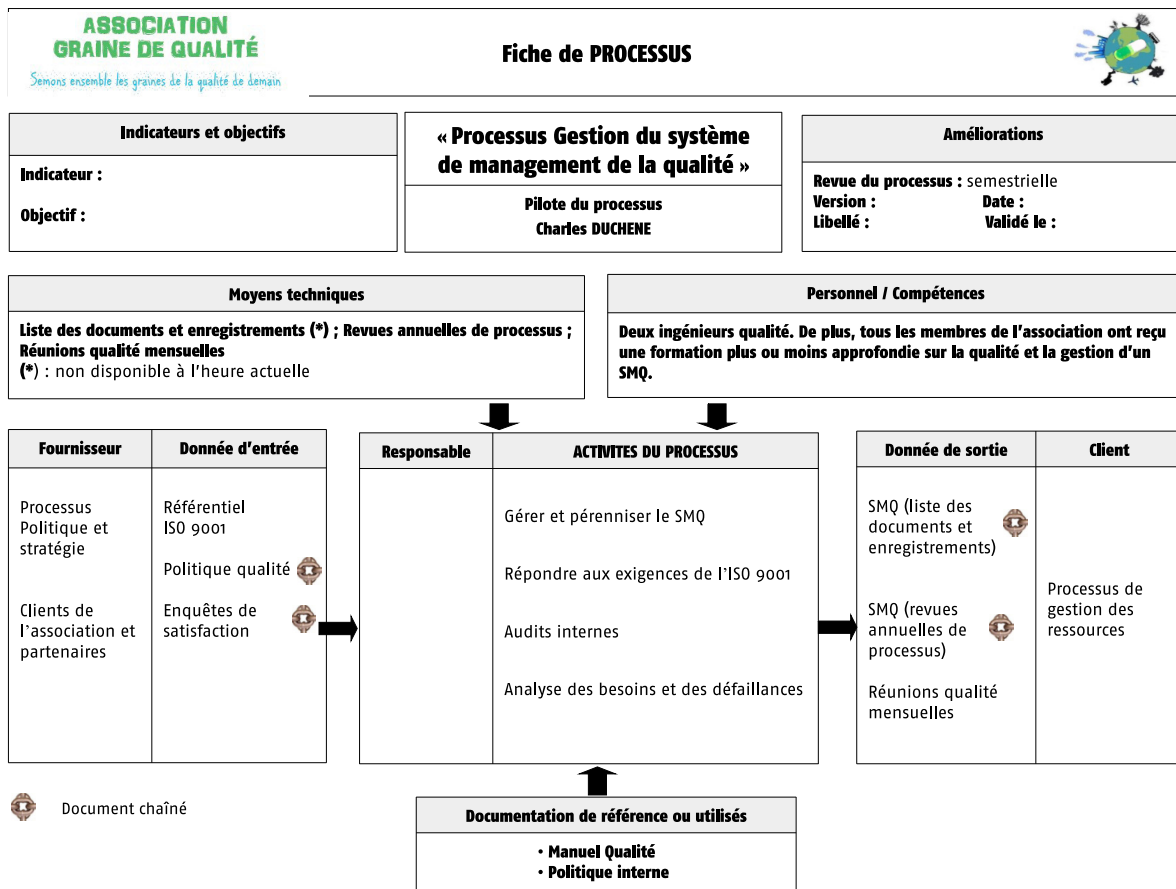 ASSOCIATION
GRAINE DE QUALITÉ
Semons ensemble les graines de la qualité de demain
Fiche de PROCESSUS
Indicateurs et objectifs
Indicateur :
Objectif :
« Processus Gestion du système
de management de la qualité »
Pilote du processus
Charles DUCHENE
Améliorations
Revue du processus : semestrielle
Version : Date :
Libellé : Validé le :
Moyens techniques
Liste des documents et enregistrements (*) ; Revues annuelles de processus ;
Réunions qualité mensuelles
(*) : non disponible à l'heure actuelle
Personnel / Compétences
Deux ingénieurs qualité. De plus, tous les membres de l'association ont reçu
une formation plus ou moins approfondie sur la qualité et la gestion d'un
SMQ.
Fournisseur
Processus
Politique et
stratégie
Clients de
l'association et
partenaires
Donnée d'entrée
Référentiel
ISO 9001
Politique qualité
Enquêtes de
satisfaction
Responsable
ACTIVITES DU PROCESSUS
Gérer et pérenniser le SMQ
Répondre aux exigences de l'ISO 9001
Audits internes
Analyse des besoins et des défaillances
Donnée de sortie
SMQ (liste des
documents et
enregistrements)
SMQ (revues
annuelles de
processus)
Réunions qualité
mensuelles
Client
Processus de
gestion des
ressources
Document chaîné
Documentation de référence ou utilisés
• Manuel Qualité
• Politique interne